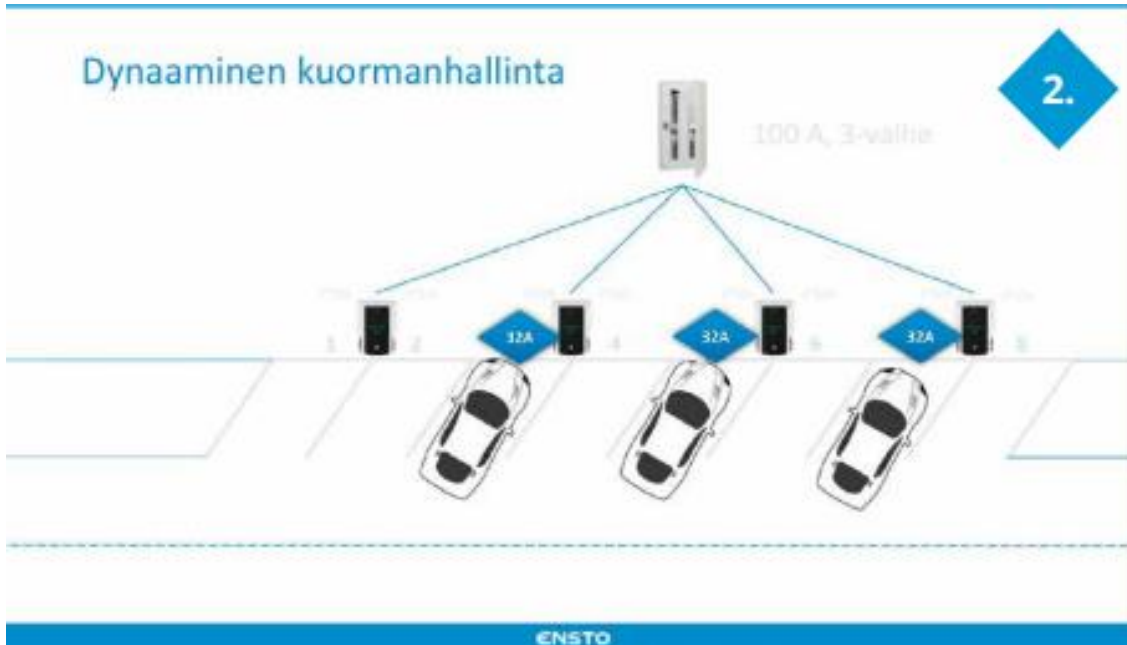 Dynaaminen kuormanhallinta
2.
100 A, 3-vaihe
1 2 4 6 8
32A 32A 32A
ENSTO